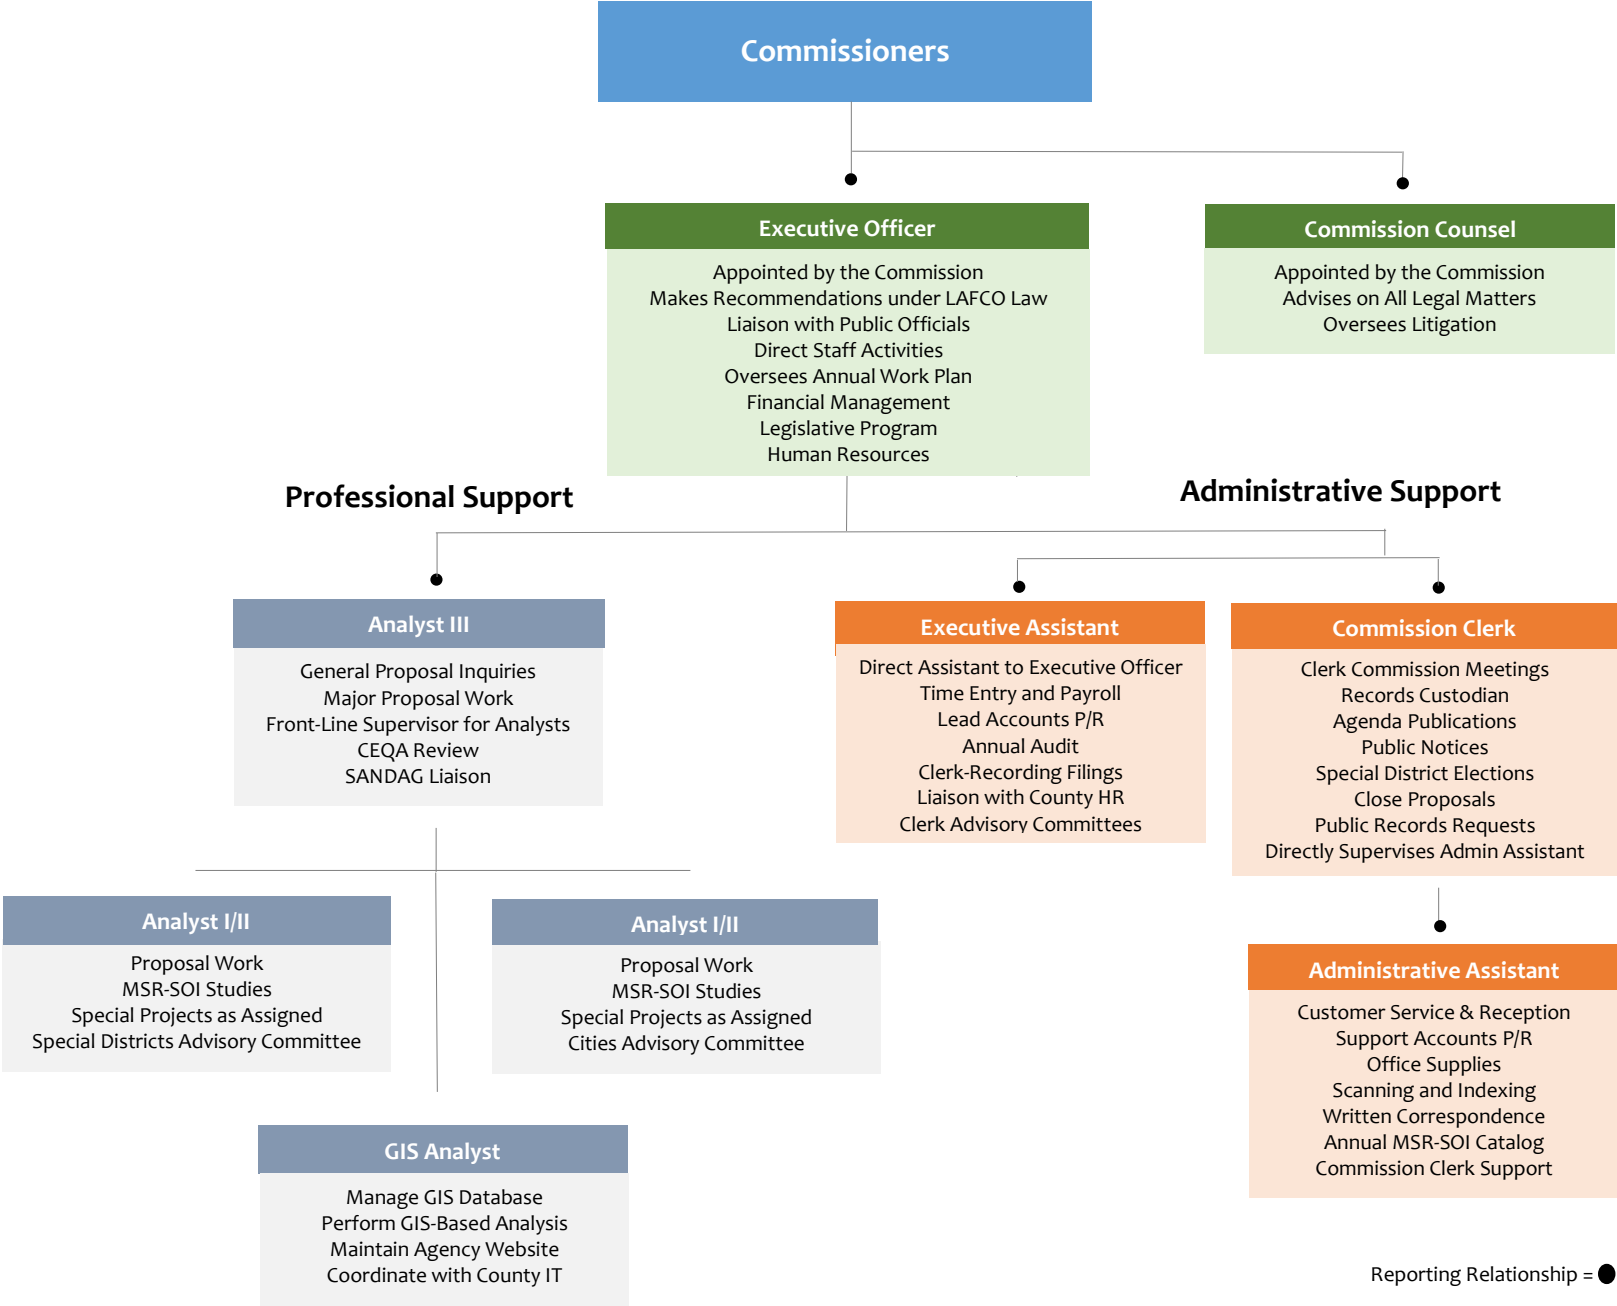 Commissioners
Executive Officer
Appointed by the Commission
Makes Recommendations under LAFCO Law
Liaison with Public Officials
Direct Staff Activities
Oversees Annual Work Plan
Financial Management
Legislative Program
Human Resources
Commission Counsel
Appointed by the Commission
Advises on All Legal Matters
Oversees Litigation
Professional Support
Administrative Support
Analyst III
General Proposal Inquiries
Major Proposal Work
Front-Line Supervisor for Analysts
CEQA Review
SANDAG Liaison
Executive Assistant
Direct Assistant to Executive Officer
Time Entry and Payroll
Lead Accounts P/R
Annual Audit
Clerk-Recording Filings
Liaison with County HR
Clerk Advisory Committees
Commission Clerk
Clerk Commission Meetings
Records Custodian
Agenda Publications
Public Notices
Special District Elections
Close Proposals
Public Records Requests
Directly Supervises Admin Assistant
Analyst I/II
Proposal Work
MSR-SOI Studies
Special Projects as Assigned
Special Districts Advisory Committee
Analyst I/II
Proposal Work
MSR-SOI Studies
Special Projects as Assigned
Cities Advisory Committee
Administrative Assistant
Customer Service & Reception
Support Accounts P/R
Office Supplies
Scanning and Indexing
Written Correspondence
Annual MSR-SOI Catalog
Commission Clerk Support
GIS Analyst
Manage GIS Database
Perform GIS-Based Analysis
Maintain Agency Website
Coordinate with County IT
Reporting Relationship =